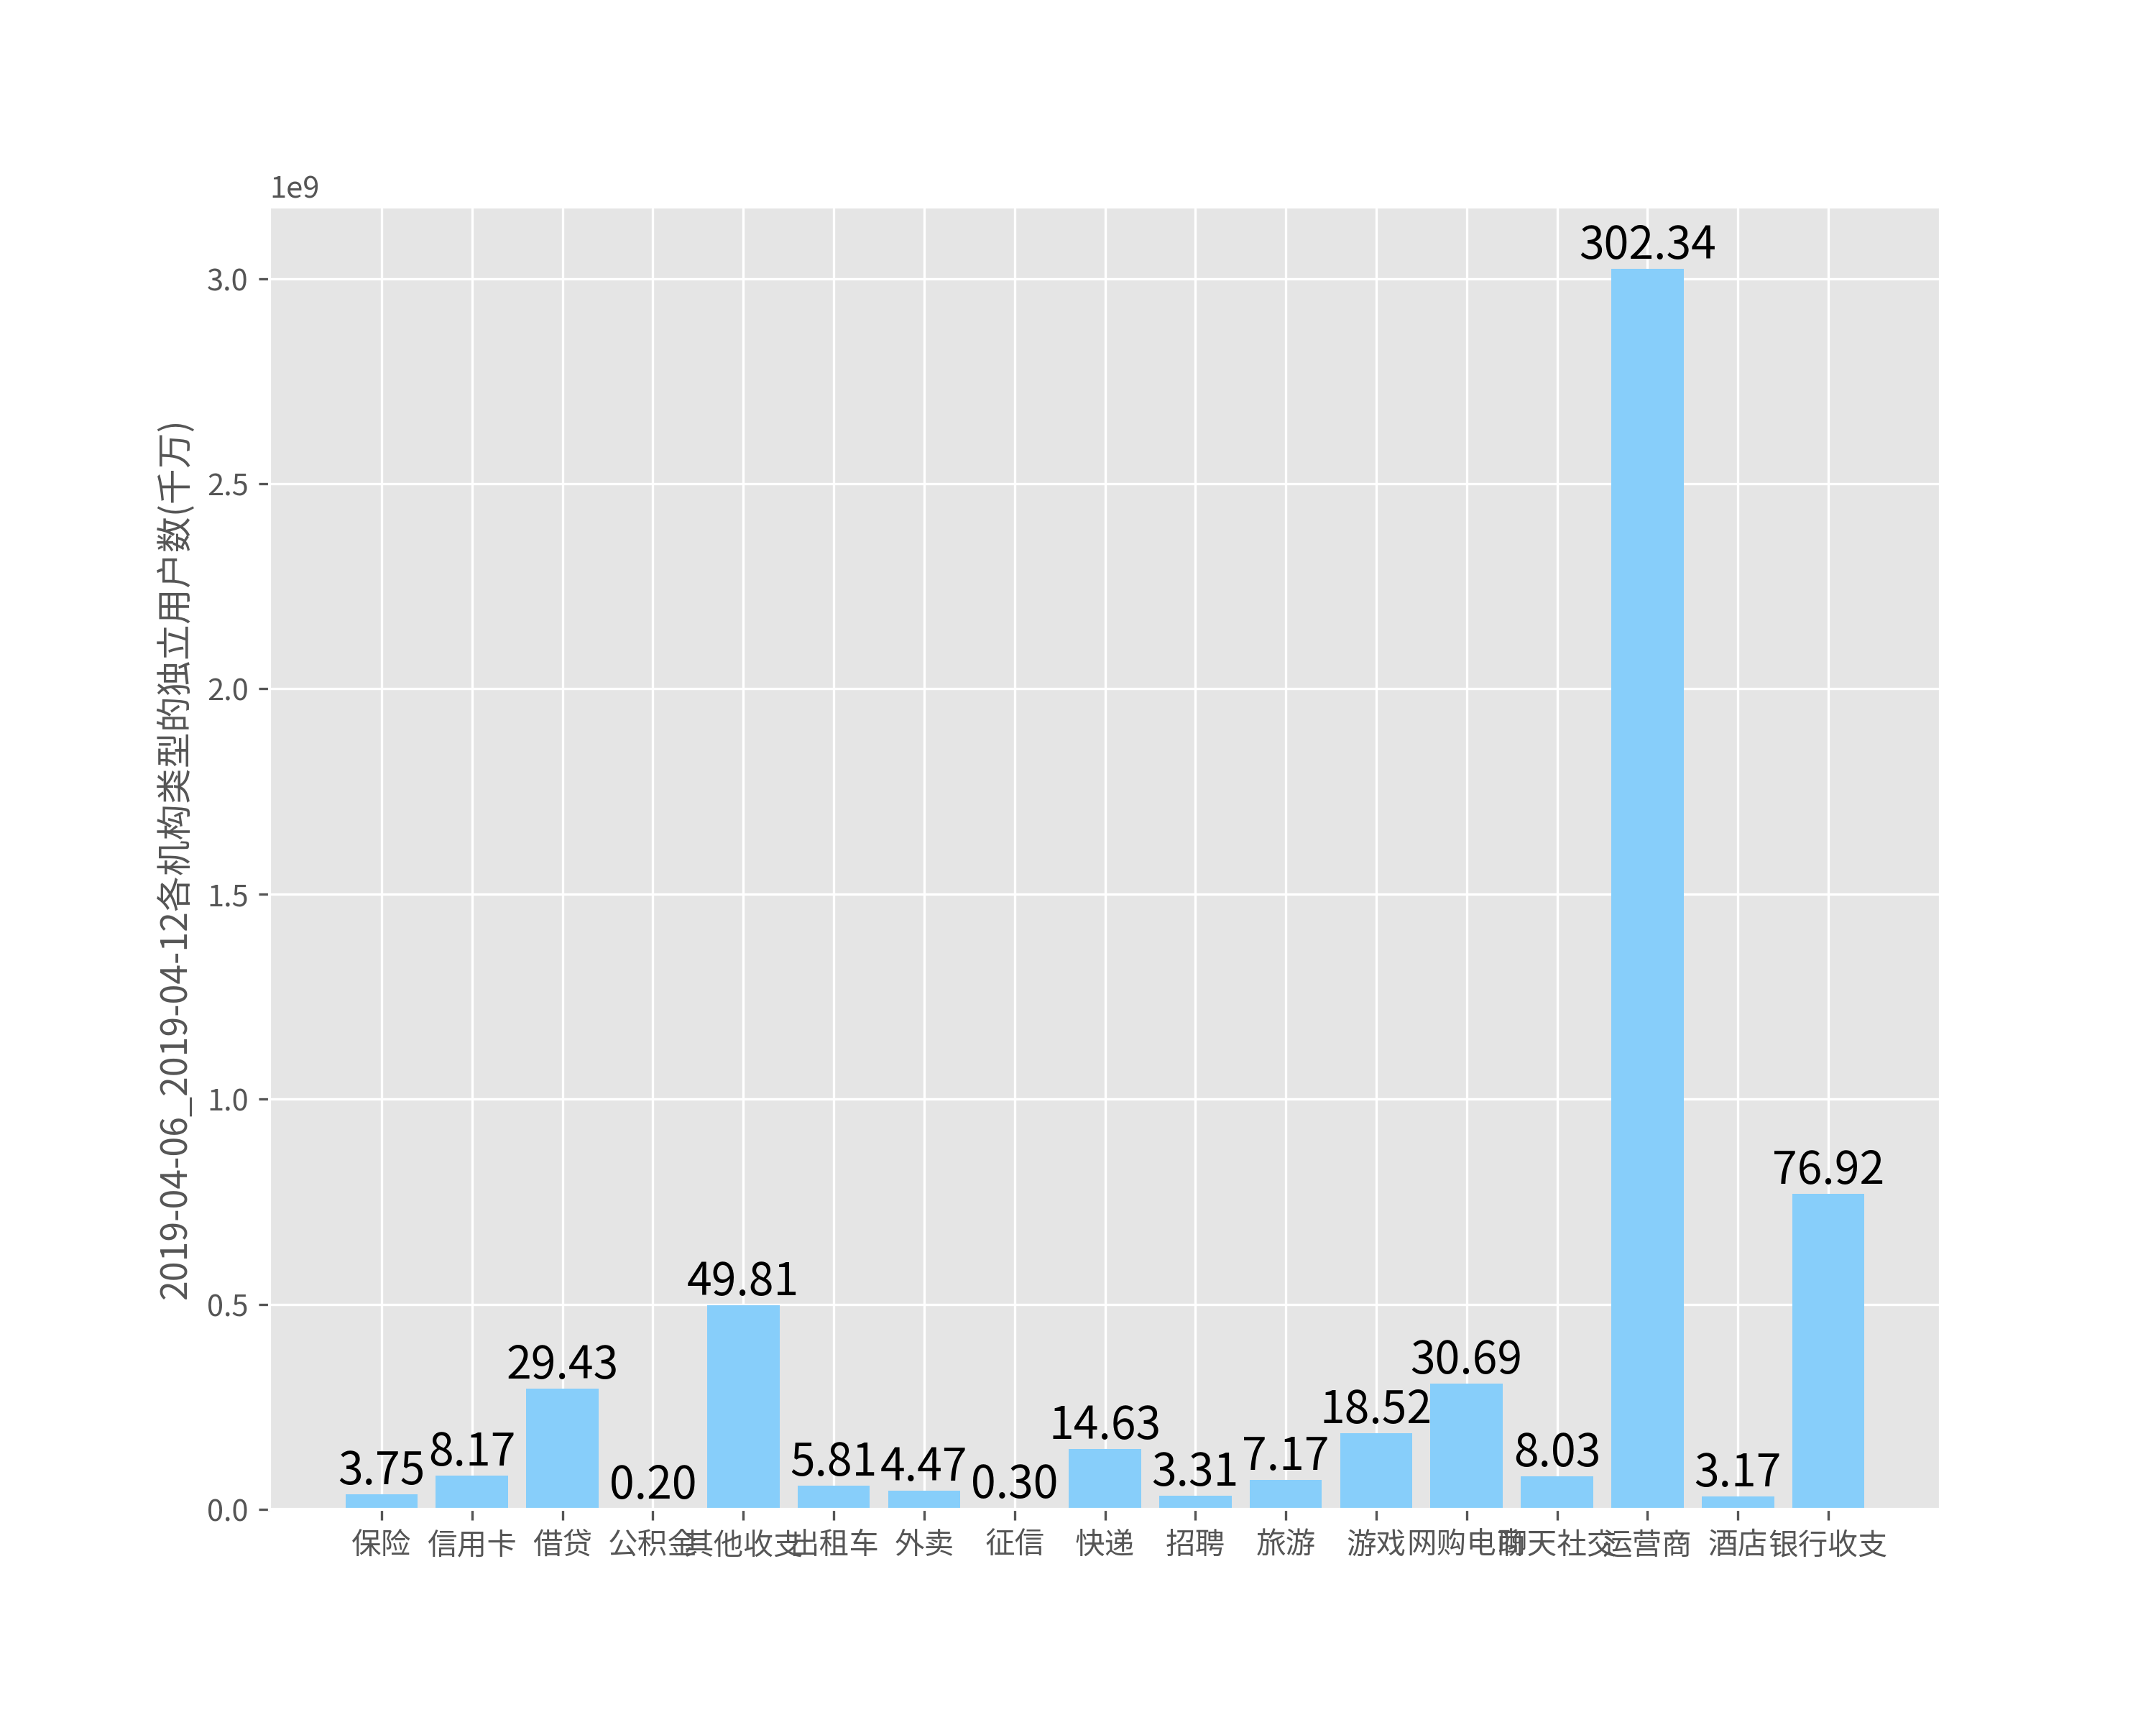 1e9
3.0
2.5
2.0
1.5
1.0
0.5
0.0
2019-04-06_2019-04-12各机构类型的独立用户数(千万)
3.75
8.17
29.43
0.20
49.81
5.81
4.47
0.30
14.63
3.31
7.17
18.52
30.69
8.03
302.34
3.17
76.92
保险
信用卡
借贷
公积金
其他收支
出租车
外卖
征信
快递
招聘
旅游
游戏
网购电商
聊天社交
运营商
酒店
银行收支